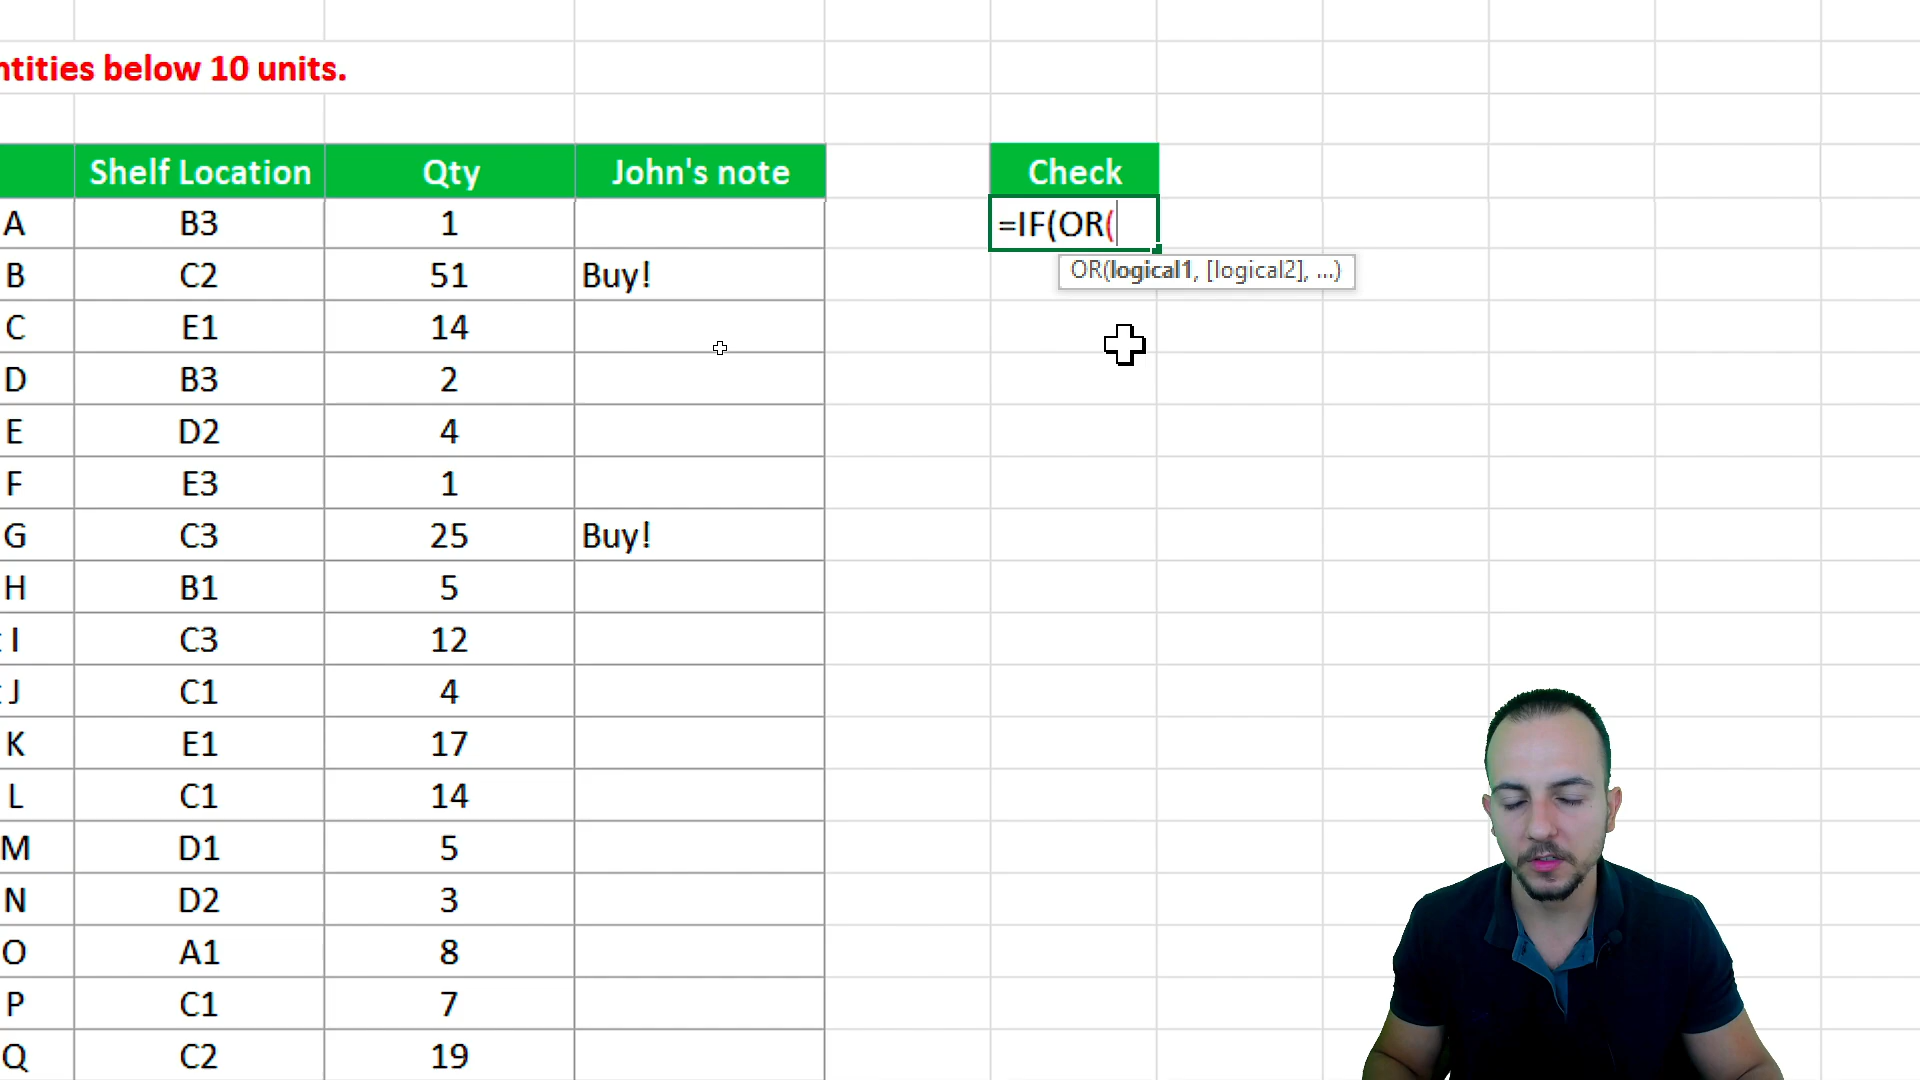 ntities below 10 units.
Shelf Location Qty John's note Check
A B3 1 =IF(OR(
B C2 51 Buy! OR(logical1, [logical2], ...)
C E1 14
D B3 2
E D2 4
F E3 1
G C3 25 Buy!
H B1 5
I C3 12
J C1 4
K E1 17
L C1 14
M D1 5
N D2 3
O A1 8
P C1 7
Q C2 19